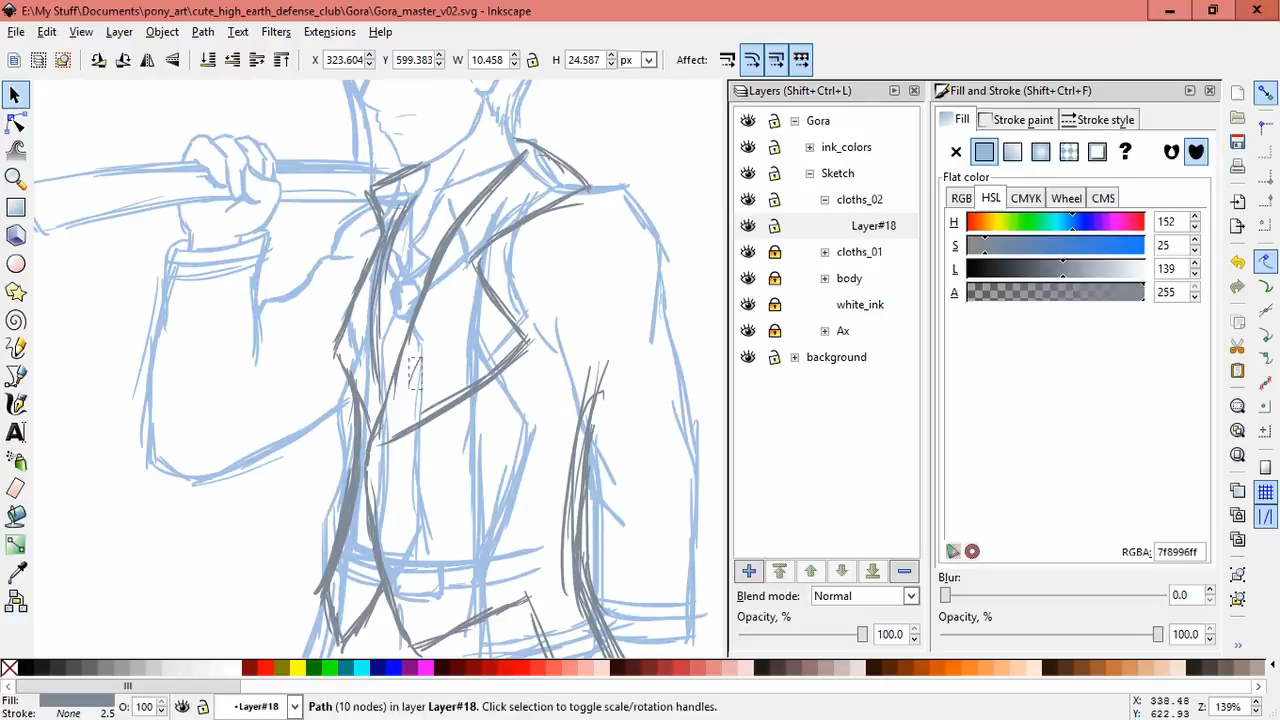 E:\My Stuff\Documents\pony_art\cute_high_earth_defense_club\Gora\Gora_master_v02.svg - Inkscape
File Edit View Layer Object Path Text Filters Extensions Help
X 323.604 Y 599.383 W 10.458 H 24.587 px Affect:
Layers (Shift+Ctrl+L)
Gora
ink_colors
Sketch
cloths_02
Layer#18
cloths_01
body
white_ink
Ax
background
Blend mode: Normal
Opacity, % 100.0
Fill and Stroke (Shift+Ctrl+F)
Fill Stroke paint Stroke style
?
Flat color
RGB HSL CMYK Wheel CMS
H 152
S 25
L 139
A 255
RGBA: 7f8996ff
Blur:
0.0
Opacity, %
100.0
Fill:
Stroke: None 2.5
O: 100
•Layer#18
Path (10 nodes) in layer Layer#18. Click selection to toggle scale/rotation handles.
X: 338.48
Y: 622.93
Z: 139%